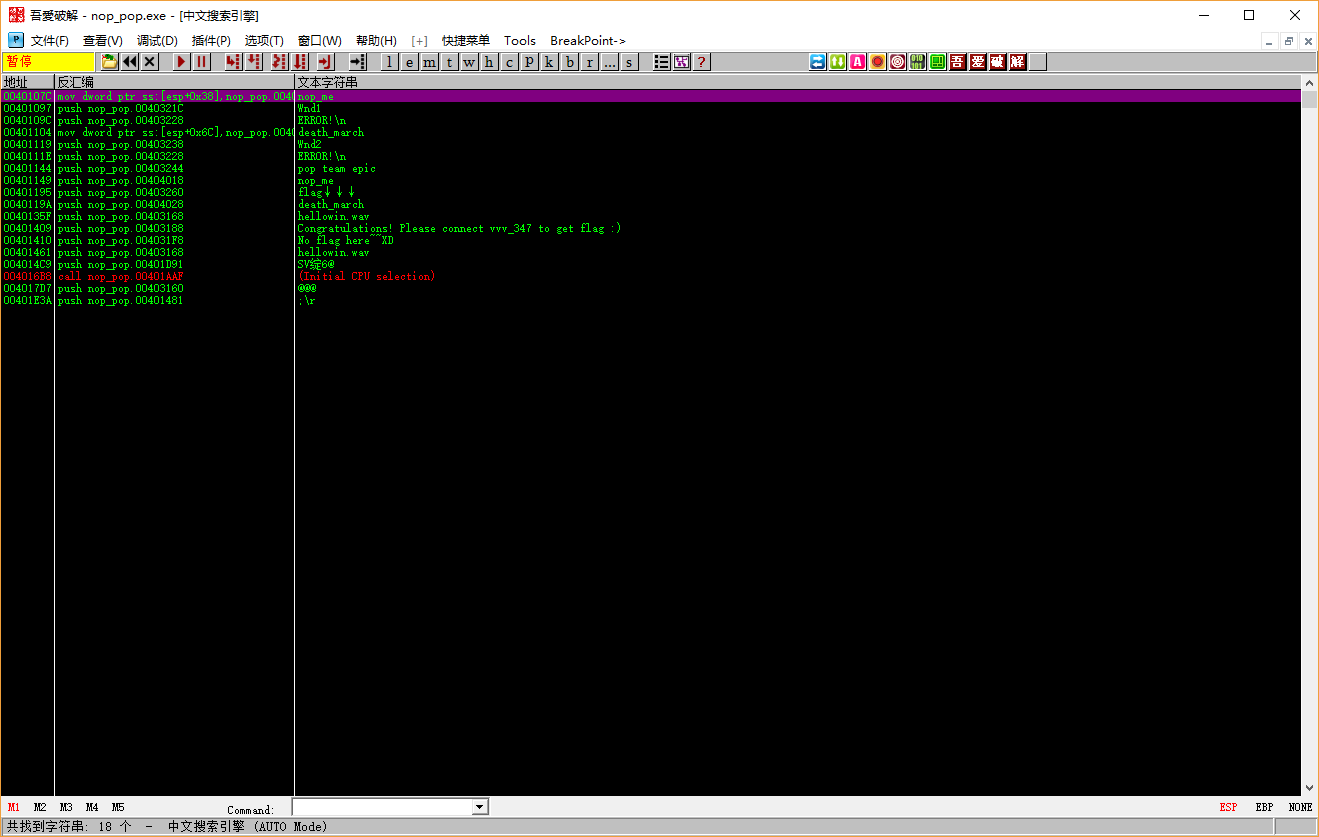 吾愛破解 - nop_pop.exe - [中文搜索引擎]
文件(F) 查看(V) 调试(D) 插件(P) 选项(T) 窗口(W) 帮助(H) [+] 快捷菜单 Tools BreakPoint->
暂停 l e m t w h c p k b r ... s ? A 吾 爱 破 解
地址 反汇编 文本字符串
0040107C mov dword ptr ss:[esp+0x38],nop_pop.0040 nop_me
00401097 push nop_pop.0040321C Wnd1
0040109C push nop_pop.00403228 ERROR!\n
00401104 mov dword ptr ss:[esp+0x6C],nop_pop.0040 death_march
00401119 push nop_pop.00403238 Wnd2
0040111E push nop_pop.00403228 ERROR!\n
00401144 push nop_pop.00403244 pop team epic
00401149 push nop_pop.00404018 nop_me
00401195 push nop_pop.00403260 flag↓↓↓
0040119A push nop_pop.00404028 death_march
0040135F push nop_pop.00403168 hellowin.wav
00401409 push nop_pop.00403188 Congratulations! Please connect vvv_347 to get flag :)
00401410 push nop_pop.004031F8 No flag here~~XD
00401461 push nop_pop.00403168 hellowin.wav
004014C9 push nop_pop.00401D91 SV绽6@
004016B8 call nop_pop.00401AAF (Initial CPU selection)
004017D7 push nop_pop.00403160 @@@
00401E3A push nop_pop.00401481 ;\r
M1 M2 M3 M4 M5 Command: ESP EBP NONE
共找到字符串: 18 个 - 中文搜索引擎 (AUTO Mode)